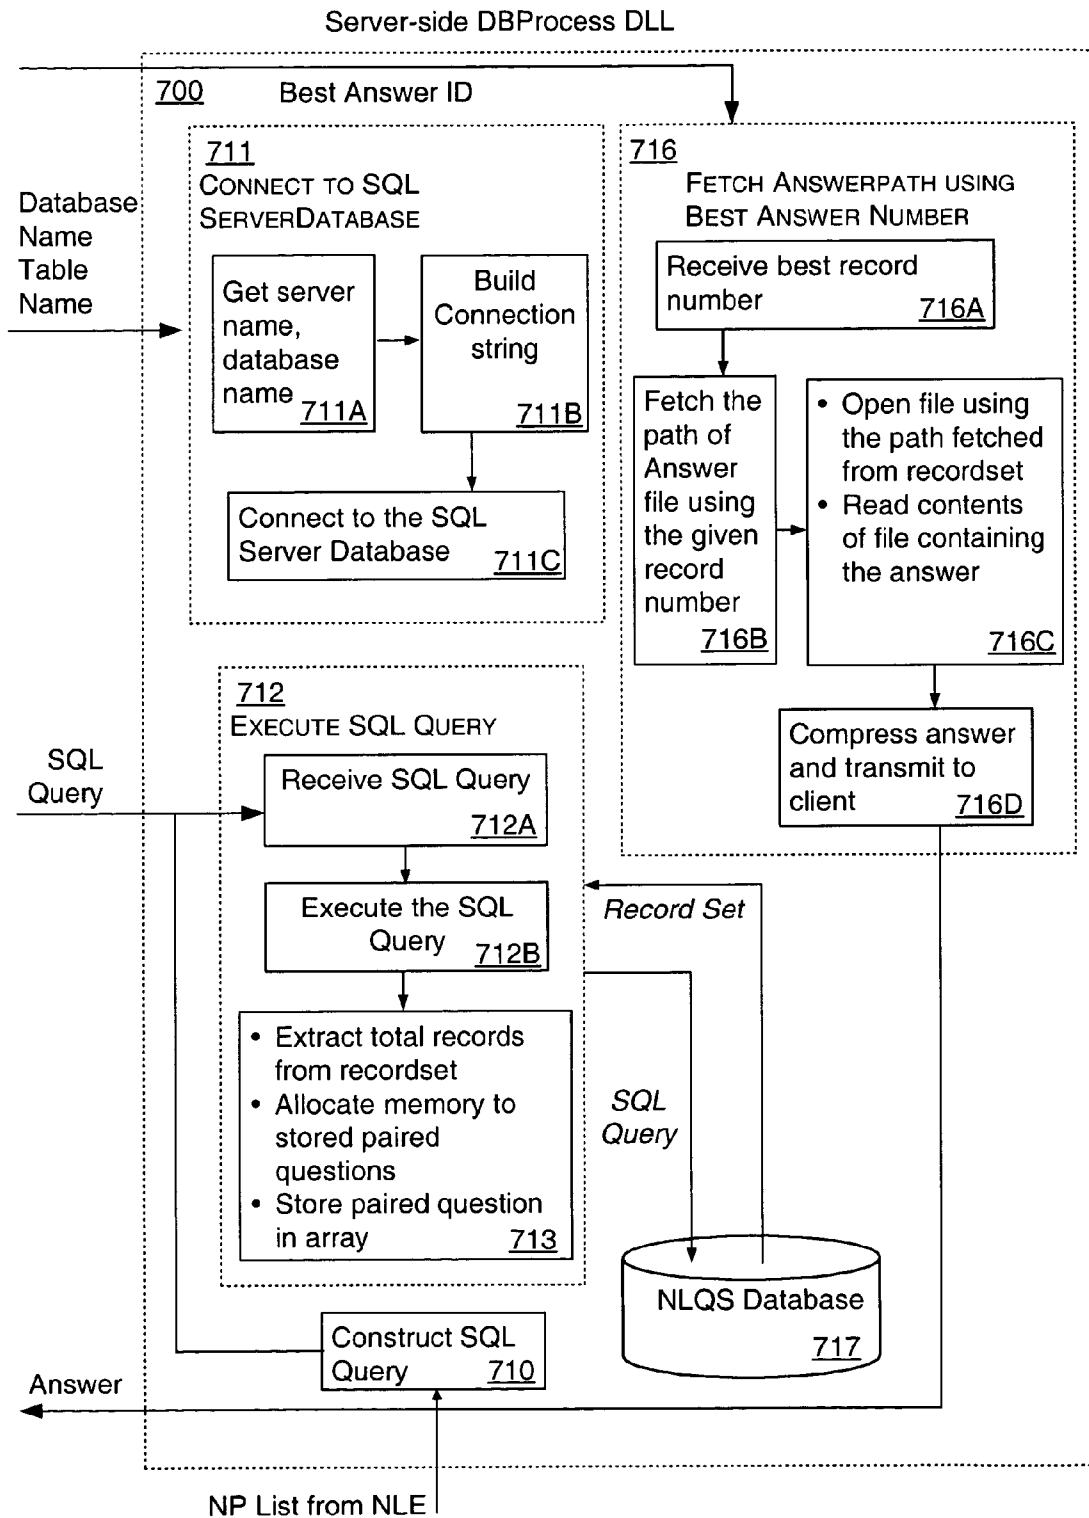 Server-side DBProcess DLL
700
Best Answer ID
Database
Name
Table
Name
711
CONNECT TO SQL
SERVERDATABASE
Get server
name,
database
name
711A
Build
Connection
string
711B
Connect to the SQL
Server Database
711C
716
FETCH ANSWERPATH USING
BEST ANSWER NUMBER
Receive best record
number
716A
Fetch the
path of
Answer
file using
the given
record
number
716B
• Open file using
the path fetched
from recordset
• Read contents
of file containing
the answer
716C
Compress answer
and transmit to
client
716D
712
EXECUTE SQL QUERY
SQL
Query
Receive SQL Query
712A
Execute the SQL
Query
712B
• Extract total records
from recordset
• Allocate memory to
stored paired
questions
• Store paired question
in array
713
Record Set
SQL
Query
NLQS Database
717
Construct SQL
Query
710
Answer
NP List from NLE